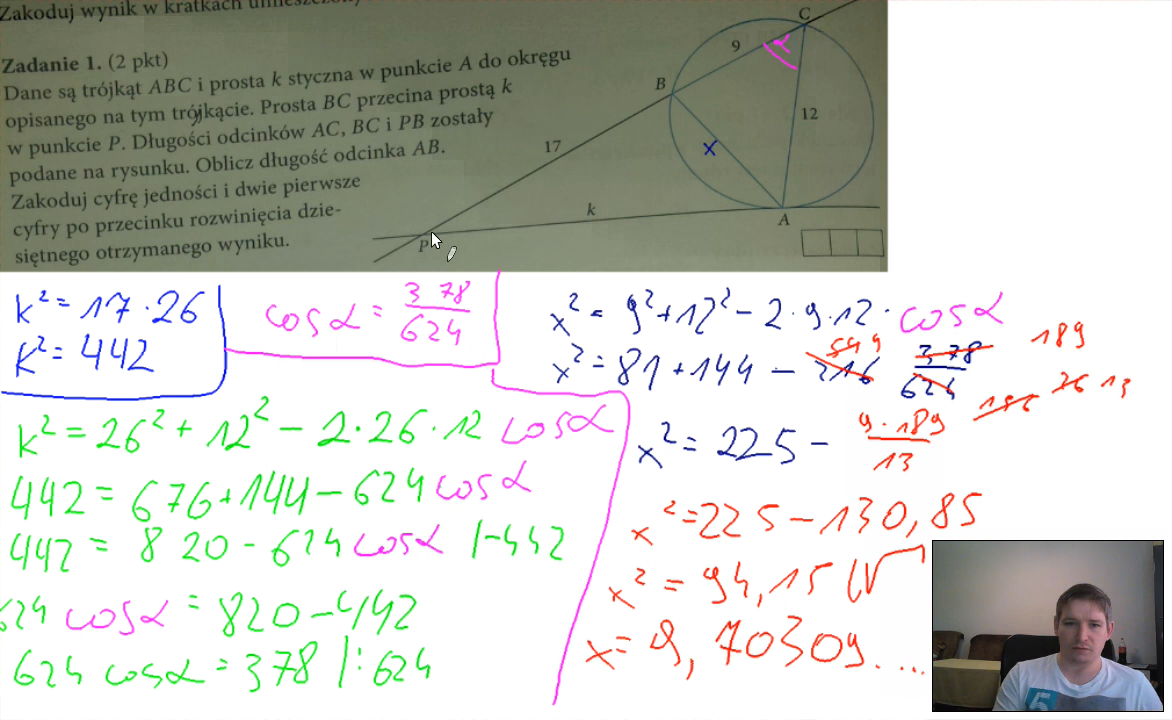 Zakoduj wynik w kratkach
Zadanie 1. (2 pkt)
Dane są trójkąt ABC i prosta k styczna w punkcie A do okręgu
opisanego na tym trójkącie. Prosta BC przecina prostą k
w punkcie P. Długości odcinków AC, BC i PB zostały
podane na rysunku. Oblicz długość odcinka AB.
Zakoduj cyfrę jedności i dwie pierwsze
cyfry po przecinku rozwinięcia dzie-
siętnego otrzymanego wyniku.
C
9
α
B
12
17
x
k
A
P
k² = 17·26
k² = 442
cos α = 378/624
k² = 26² + 12² – 2·26·12 cos α
442 = 676 + 144 – 624 cos α
442 = 820 – 624 cos α /–442
624 cos α = 820 – 442
624 cos α = 378 /: 624
x² = 9² + 12² – 2·9·12· cos α
x² = 81 + 144 – 216 378/624
189
26 13
x² = 225 – 9·189/13
x² = 225 – 130,85
x² = 94,15 /√
x = 9,70309....
5